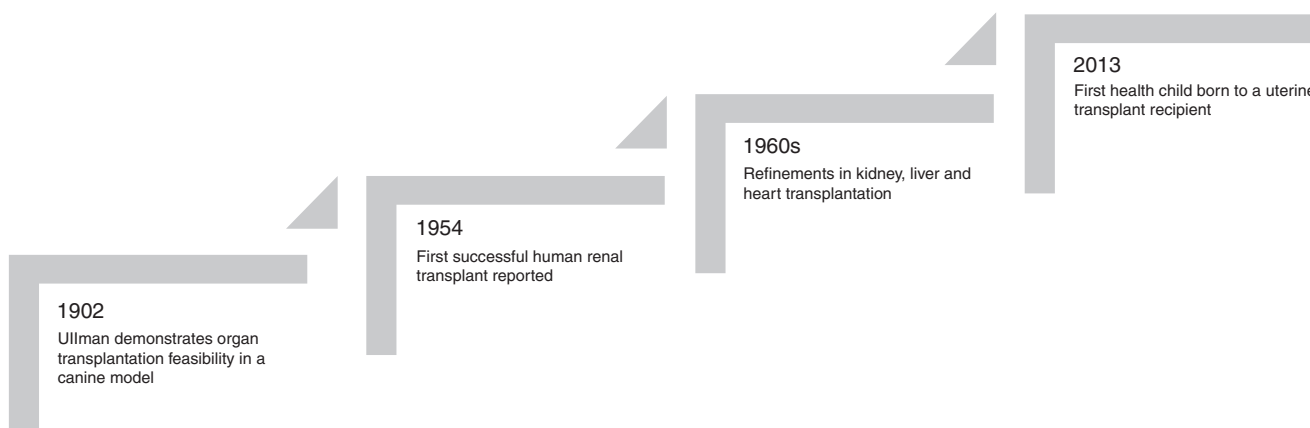 1902
UIIman demonstrates organ
transplantation feasibility in a
canine model
1954
First successful human renal
transplant reported
1960s
Refinements in kidney, liver and
heart transplantation
2013
First health child born to a uterine
transplant recipient